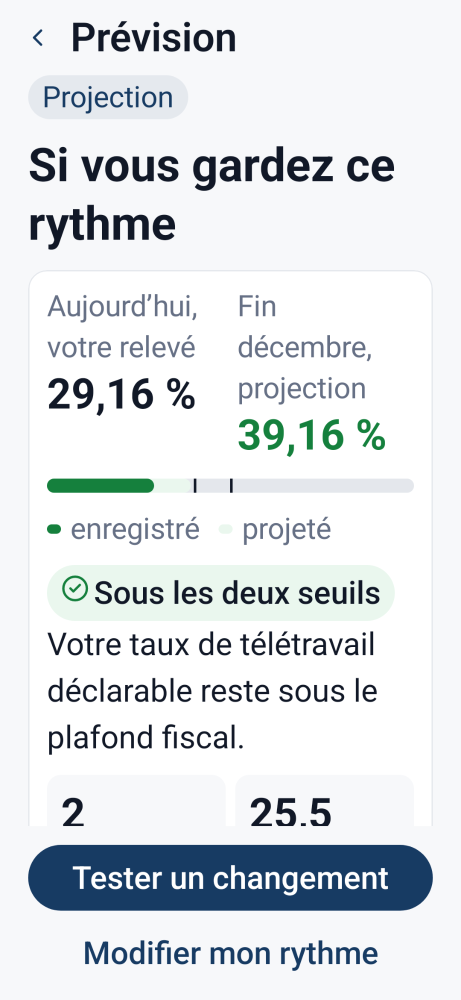 Prévision
Projection
Si vous gardez ce
rythme
Aujourd’hui,
votre relevé
29,16 %
Fin
décembre,
projection
39,16 %
enregistré
projeté
Sous les deux seuils
Votre taux de télétravail
déclarable reste sous le
plafond fiscal.
2
25,5
Tester un changement
Modifier mon rythme